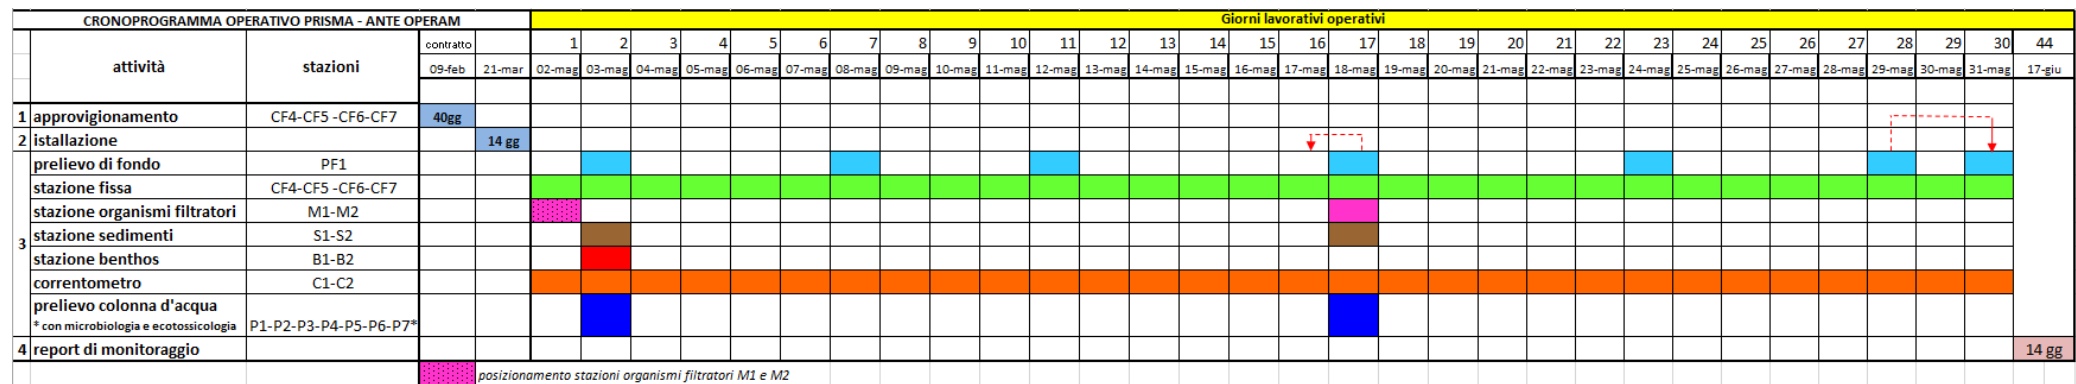 CRONOPROGRAMMA OPERATIVO PRISMA - ANTE OPERAM Giorni lavorativi operativi
contratto 1 2 3 4 5 6 7 8 9 10 11 12 13 14 15 16 17 18 19 20 21 22 23 24 25 26 27 28 29 30 44
attività stazioni 09-feb 21-mar 02-mag 03-mag 04-mag 05-mag 06-mag 07-mag 08-mag 09-mag 10-mag 11-mag 12-mag 13-mag 14-mag 15-mag 16-mag 17-mag 18-mag 19-mag 20-mag 21-mag 22-mag 23-mag 24-mag 25-mag 26-mag 27-mag 28-mag 29-mag 30-mag 31-mag 17-giu
1 approvigionamento CF4-CF5 -CF6-CF7 40gg
2 istallazione 14 gg
prelievo di fondo PF1
stazione fissa CF4-CF5 -CF6-CF7
stazione organismi filtratori M1-M2
3 stazione sedimenti S1-S2
stazione benthos B1-B2
correntometro C1-C2
prelievo colonna d'acqua
* con microbiologia e ecotossicologia P1-P2-P3-P4-P5-P6-P7*
4 report di monitoraggio 14 gg
posizionamento stazioni organismi filtratori M1 e M2